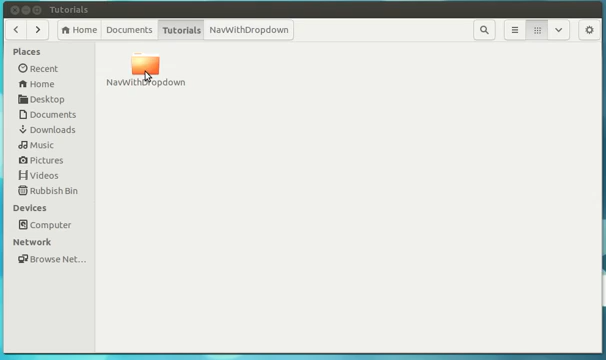 Tutorials
Home Documents Tutorials NavWithDropdown
Places
Recent
Home
Desktop
Documents
Downloads
Music
Pictures
Videos
Rubbish Bin
Devices
Computer
Network
Browse Net...
NavWithDropdown